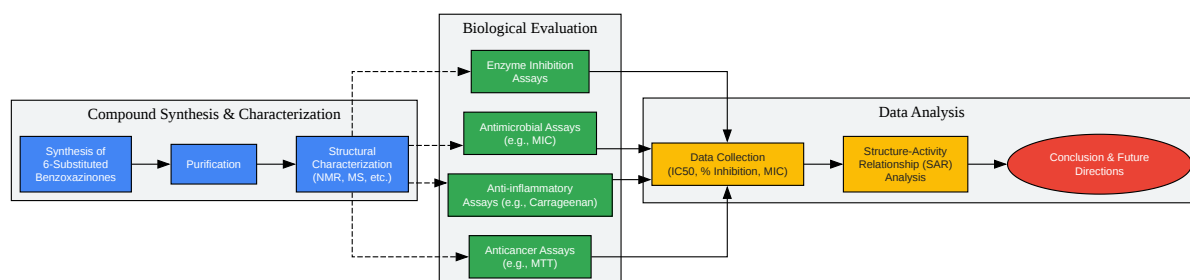 Compound Synthesis & Characterization
Synthesis of
6-Substituted
Benzoxazinones
Purification
Structural
Characterization
(NMR, MS, etc.)
Biological Evaluation
Enzyme Inhibition
Assays
Antimicrobial Assays
(e.g., MIC)
Anti-inflammatory
Assays (e.g., Carrageenan)
Anticancer Assays
(e.g., MTT)
Data Analysis
Data Collection
(IC50, % Inhibition, MIC)
Structure-Activity
Relationship (SAR)
Analysis
Conclusion & Future
Directions